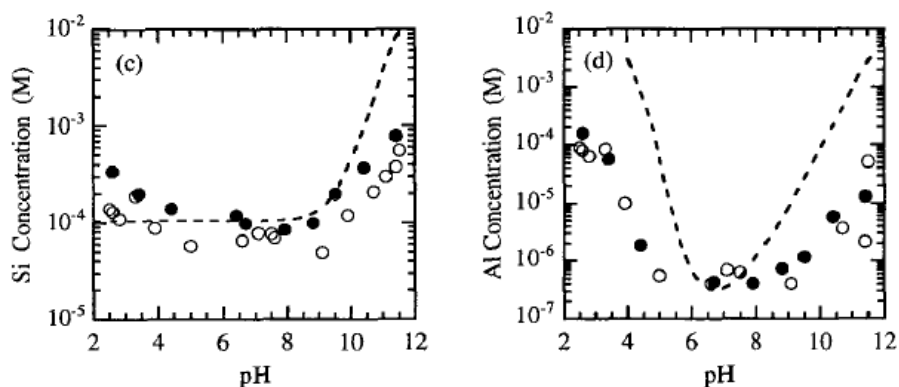 (c)
Si Concentration (M)
10⁻²
10⁻³
10⁻⁴
10⁻⁵
2 4 6 8 10 12
pH
(d)
Al Concentration (M)
10⁻²
10⁻³
10⁻⁴
10⁻⁵
10⁻⁶
10⁻⁷
2 4 6 8 10 12
pH